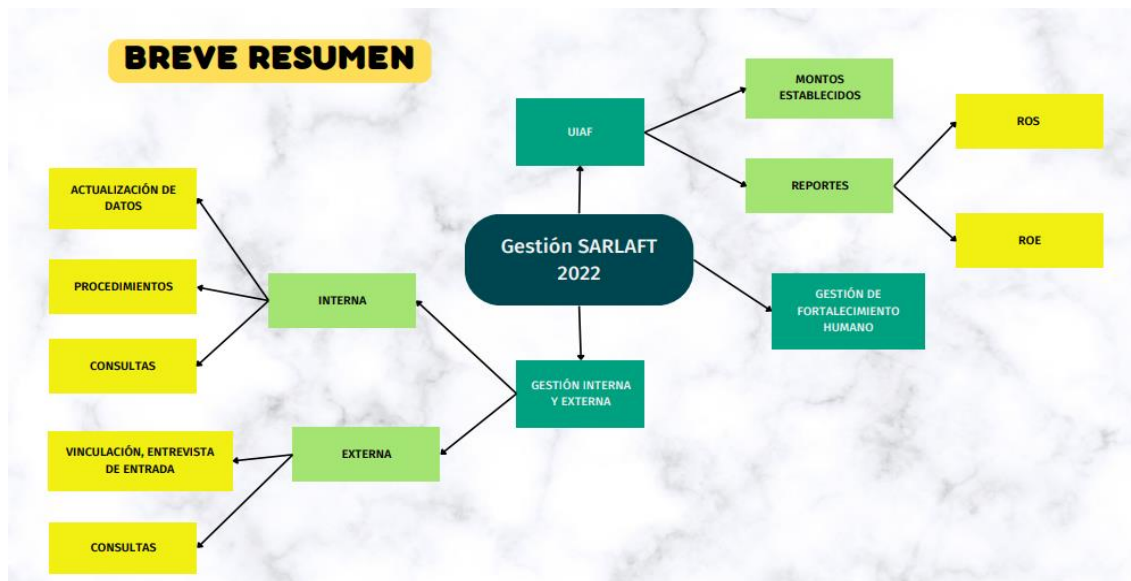 BREVE RESUMEN
UIAF
MONTOS
ESTABLECIDOS
REPORTES
ROS
ROE
Gestión SARLAFT
2022
GESTIÓN DE
FORTALECIMIENTO
HUMANO
GESTIÓN INTERNA
Y EXTERNA
INTERNA
ACTUALIZACIÓN DE
DATOS
PROCEDIMIENTOS
CONSULTAS
EXTERNA
VINCULACIÓN, ENTREVISTA
DE ENTRADA
CONSULTAS